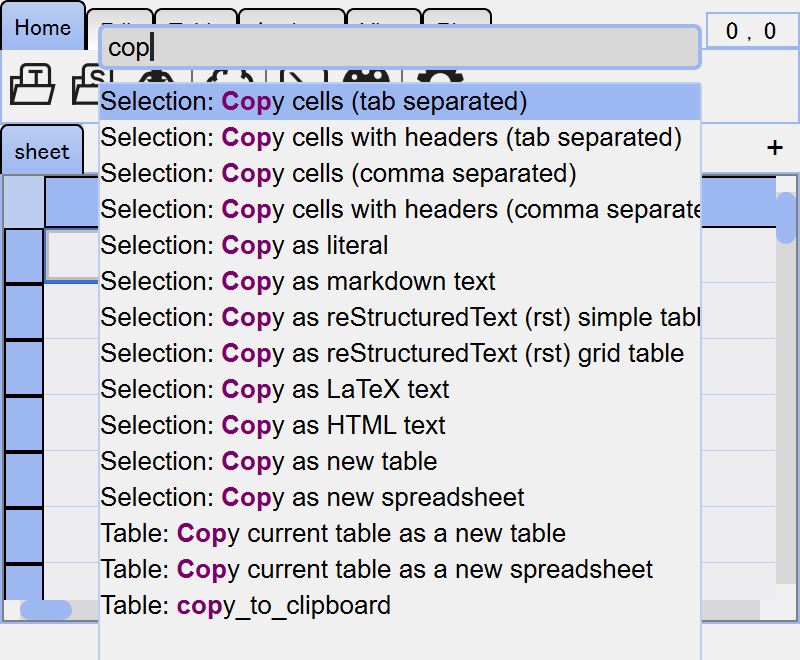 Home
cop
0 , 0
T
S
sheet
+
Selection: Copy cells (tab separated)
Selection: Copy cells with headers (tab separated)
Selection: Copy cells (comma separated)
Selection: Copy cells with headers (comma separate
Selection: Copy as literal
Selection: Copy as markdown text
Selection: Copy as reStructuredText (rst) simple tabl
Selection: Copy as reStructuredText (rst) grid table
Selection: Copy as LaTeX text
Selection: Copy as HTML text
Selection: Copy as new table
Selection: Copy as new spreadsheet
Table: Copy current table as a new table
Table: Copy current table as a new spreadsheet
Table: copy_to_clipboard